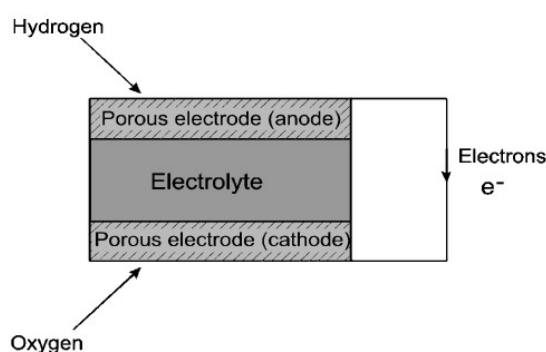 Hydrogen
Porous electrode (anode)
Electrolyte
Electrons
e⁻
Porous electrode (cathode)
Oxygen